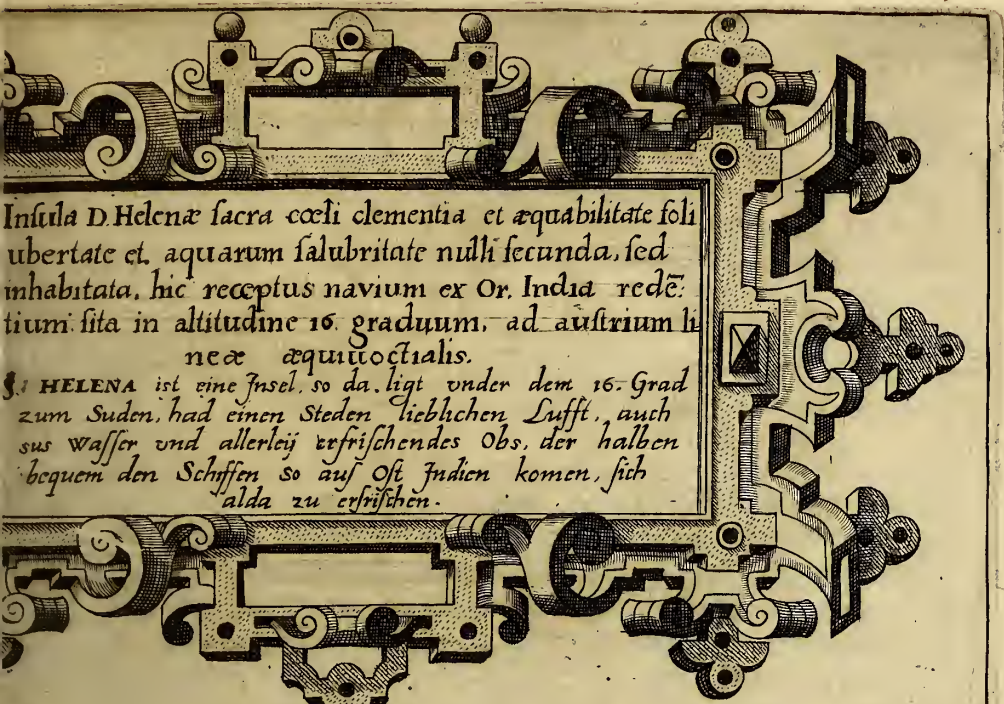 Insula D. Helenæ sacra cœli clementia et æquabilitate soli
ubertate et aquarum salubritate nulli secunda, sed
inhabitata, hic receptus navium ex Or. India redē:
tium: sita in altitudine 16. graduum, ad austrium li
neæ æquinoctialis.
S. HELENA ist eine Insel, so da ligt vnder dem 16. Grad
zum Suden, had einen Steden lieblichen Lufft, auch
sus Wasser vnd allerleij erfrischendes Obs, der halben
bequem den Schiffen so aus Ost Indien komen, sich
alda zu erfrischen.